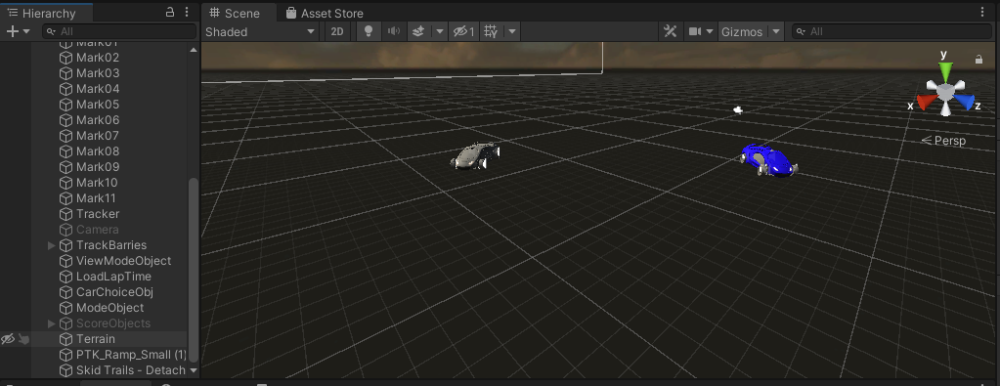 Hierarchy
Scene
Asset Store
All
Shaded
2D
1
Gizmos
All
Mark01
Mark02
Mark03
Mark04
Mark05
Mark06
Mark07
Mark08
Mark09
Mark10
Mark11
Tracker
Camera
TrackBarries
ViewModeObject
LoadLapTime
CarChoiceObj
ModeObject
ScoreObjects
Terrain
PTK_Ramp_Small (1)
Skid Trails - Detach
y
x
z
Persp